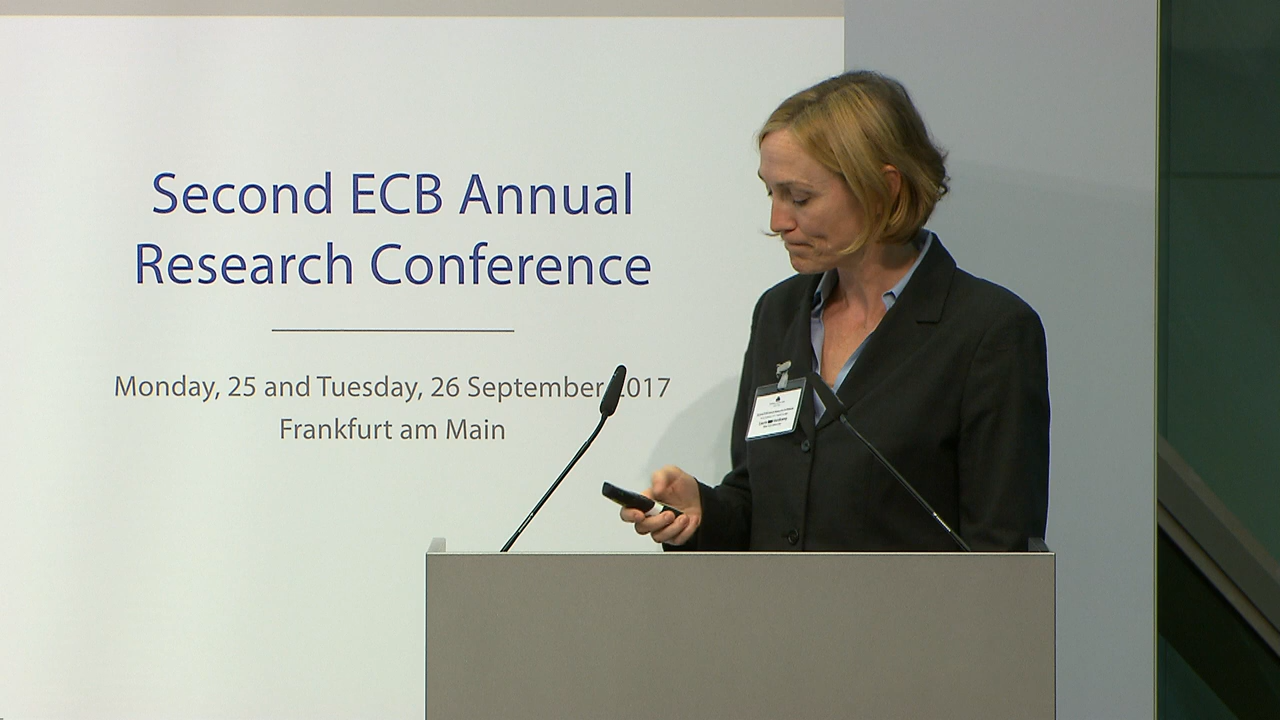 Second ECB Annual
Research Conference
Monday, 25 and Tuesday, 26 September, 2017
Frankfurt am Main